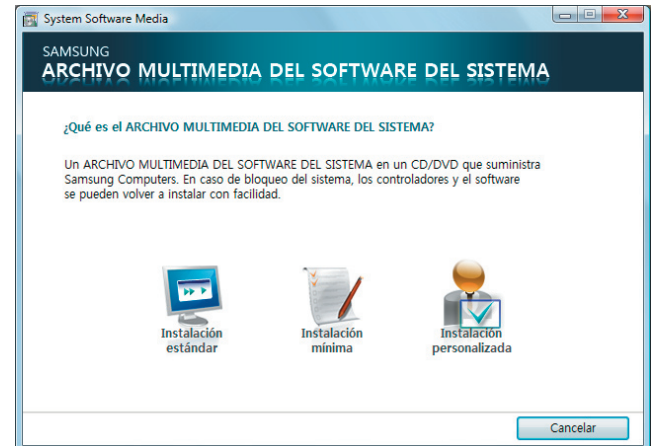 System Software Media
SAMSUNG
ARCHIVO MULTIMEDIA DEL SOFTWARE DEL SISTEMA
¿Qué es el ARCHIVO MULTIMEDIA DEL SOFTWARE DEL SISTEMA?
Un ARCHIVO MULTIMEDIA DEL SOFTWARE DEL SISTEMA en un CD/DVD que suministra
Samsung Computers. En caso de bloqueo del sistema, los controladores y el software
se pueden volver a instalar con facilidad.
Instalación
estándar
Instalación
mínima
Instalación
personalizada
Cancelar